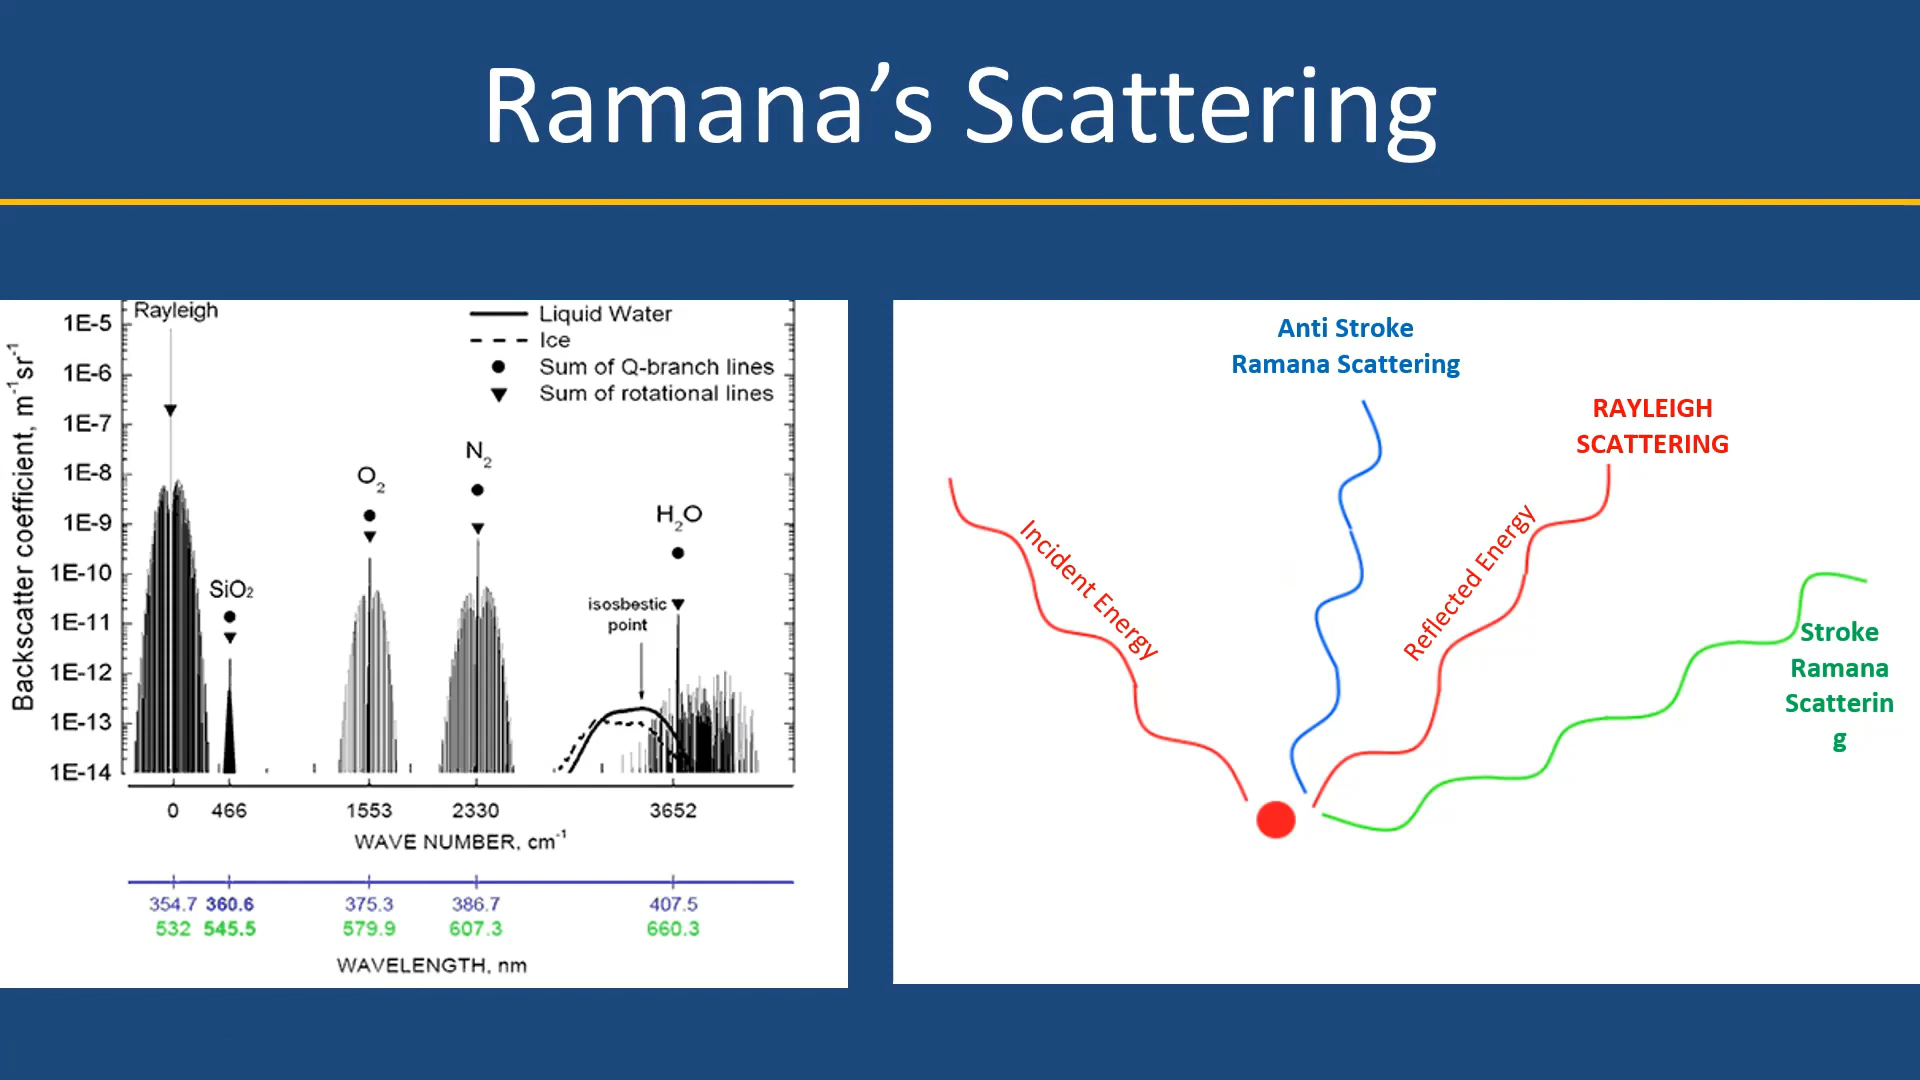 Ramana’s Scattering
Rayleigh
Liquid Water
Ice
Sum of Q-branch lines
Sum of rotational lines
Backscatter coefficient, m-1sr-1
1E-5
1E-6
1E-7
1E-8
1E-9
1E-10
1E-11
1E-12
1E-13
1E-14
SiO2
O2
N2
H2O
isosbestic
point
0 466 1553 2330 3652
WAVE NUMBER, cm-1
354.7 360.6 375.3 386.7 407.5
532 545.5 579.9 607.3 660.3
WAVELENGTH, nm
Anti Stroke
Ramana Scattering
RAYLEIGH
SCATTERING
Incident Energy
Reflected Energy
Stroke
Ramana
Scatterin
g